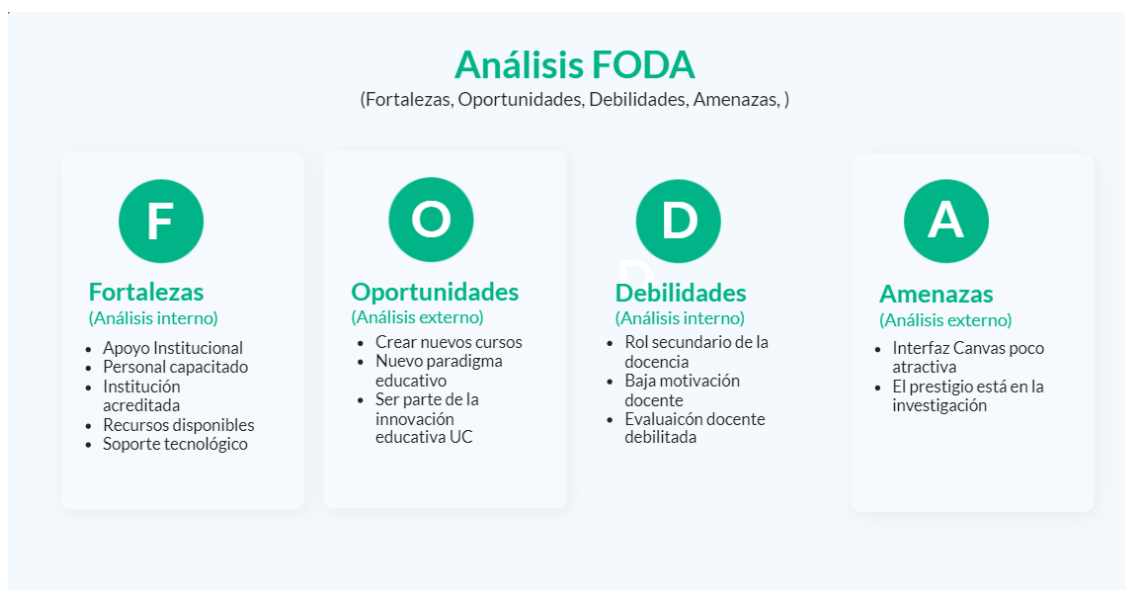 Análisis FODA
(Fortalezas, Oportunidades, Debilidades, Amenazas, )
F
Fortalezas
(Análisis interno)
• Apoyo Institucional
• Personal capacitado
• Institución
acreditada
• Recursos disponibles
• Soporte tecnológico
O
Oportunidades
(Análisis externo)
• Crear nuevos cursos
• Nuevo paradigma
educativo
• Ser parte de la
innovación
educativa UC
D
D
Debilidades
(Análisis interno)
• Rol secundario de la
docencia
• Baja motivación
docente
• Evaluaicón docente
debilitada
A
Amenazas
(Análisis externo)
• Interfaz Canvas poco
atractiva
• El prestigio está en la
investigación